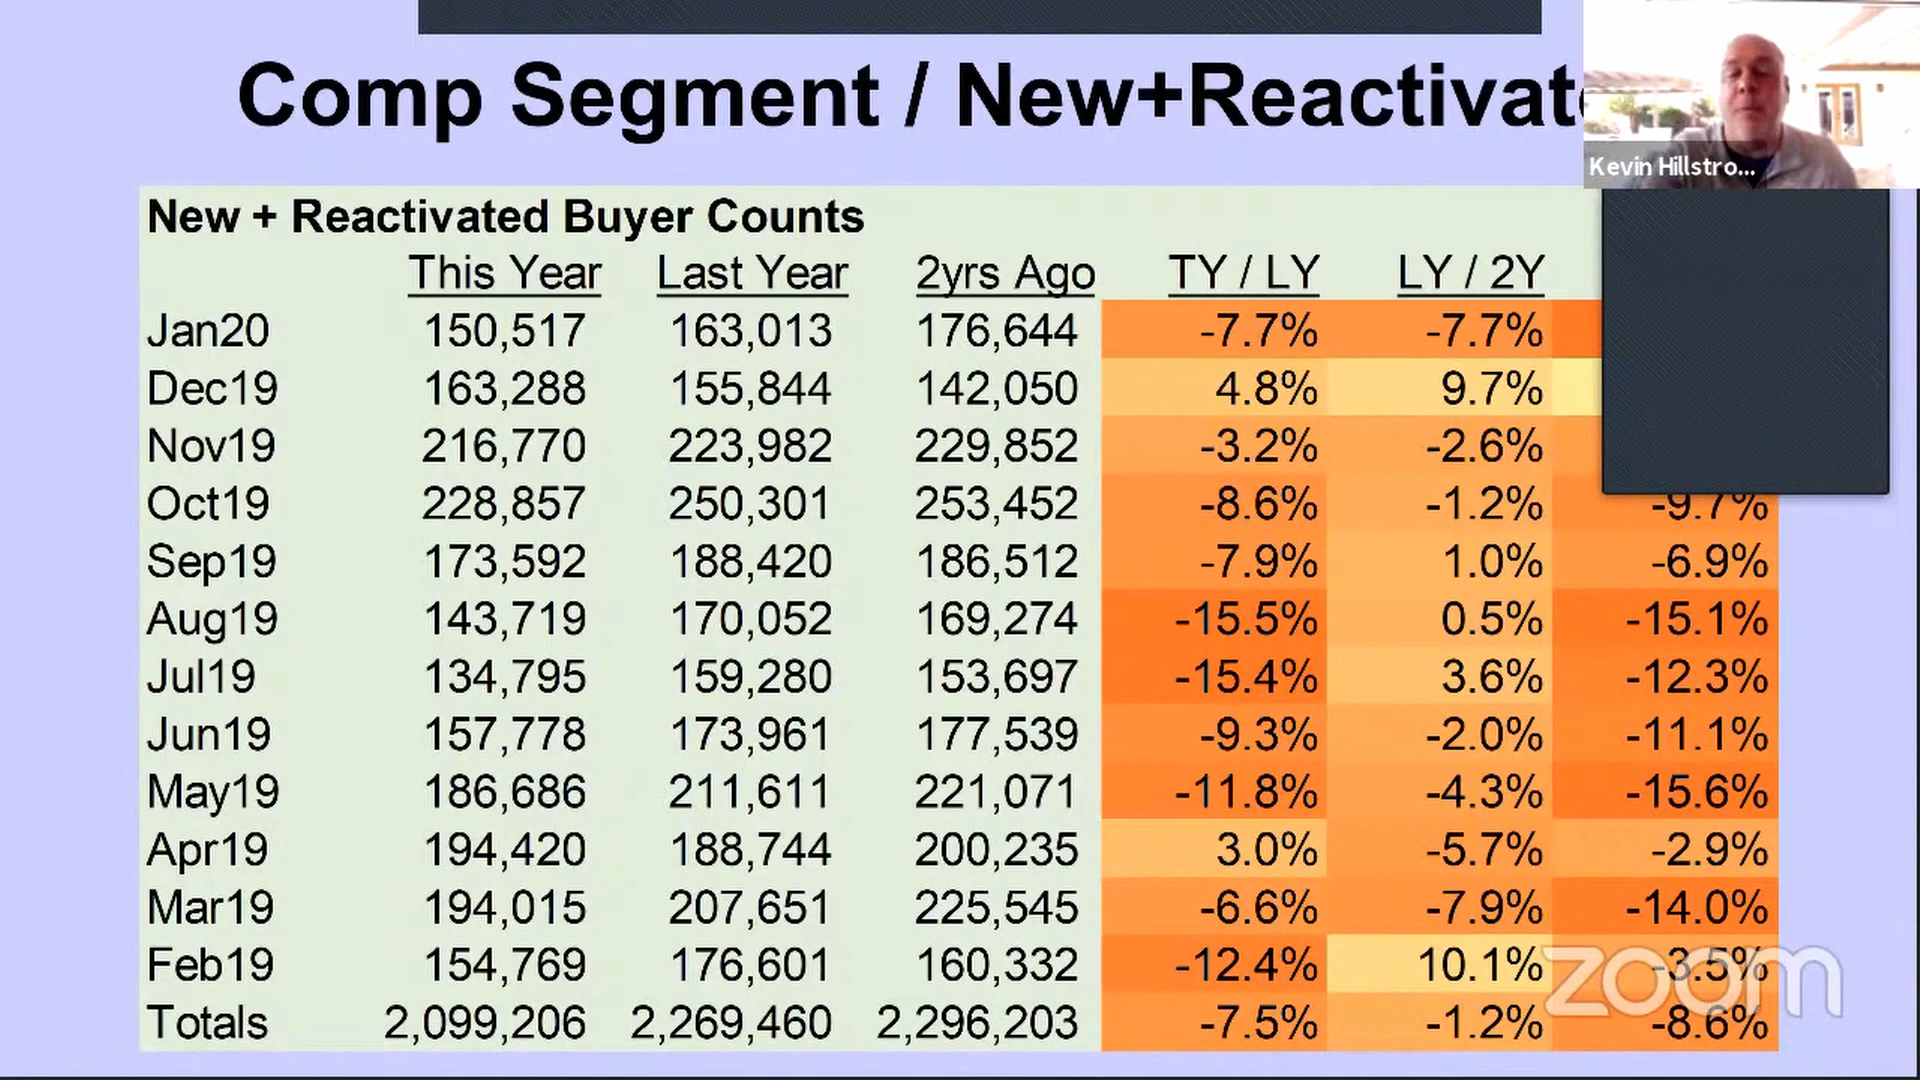 Comp Segment / New+Reactivat
Kevin Hillstro...
New + Reactivated Buyer Counts
This Year Last Year 2yrs Ago TY / LY LY / 2Y
Jan20 150,517 163,013 176,644 -7.7% -7.7%
Dec19 163,288 155,844 142,050 4.8% 9.7%
Nov19 216,770 223,982 229,852 -3.2% -2.6%
Oct19 228,857 250,301 253,452 -8.6% -1.2% -9.7%
Sep19 173,592 188,420 186,512 -7.9% 1.0% -6.9%
Aug19 143,719 170,052 169,274 -15.5% 0.5% -15.1%
Jul19 134,795 159,280 153,697 -15.4% 3.6% -12.3%
Jun19 157,778 173,961 177,539 -9.3% -2.0% -11.1%
May19 186,686 211,611 221,071 -11.8% -4.3% -15.6%
Apr19 194,420 188,744 200,235 3.0% -5.7% -2.9%
Mar19 194,015 207,651 225,545 -6.6% -7.9% -14.0%
Feb19 154,769 176,601 160,332 -12.4% 10.1% -3.5%
Totals 2,099,206 2,269,460 2,296,203 -7.5% -1.2% -8.6%
zoom